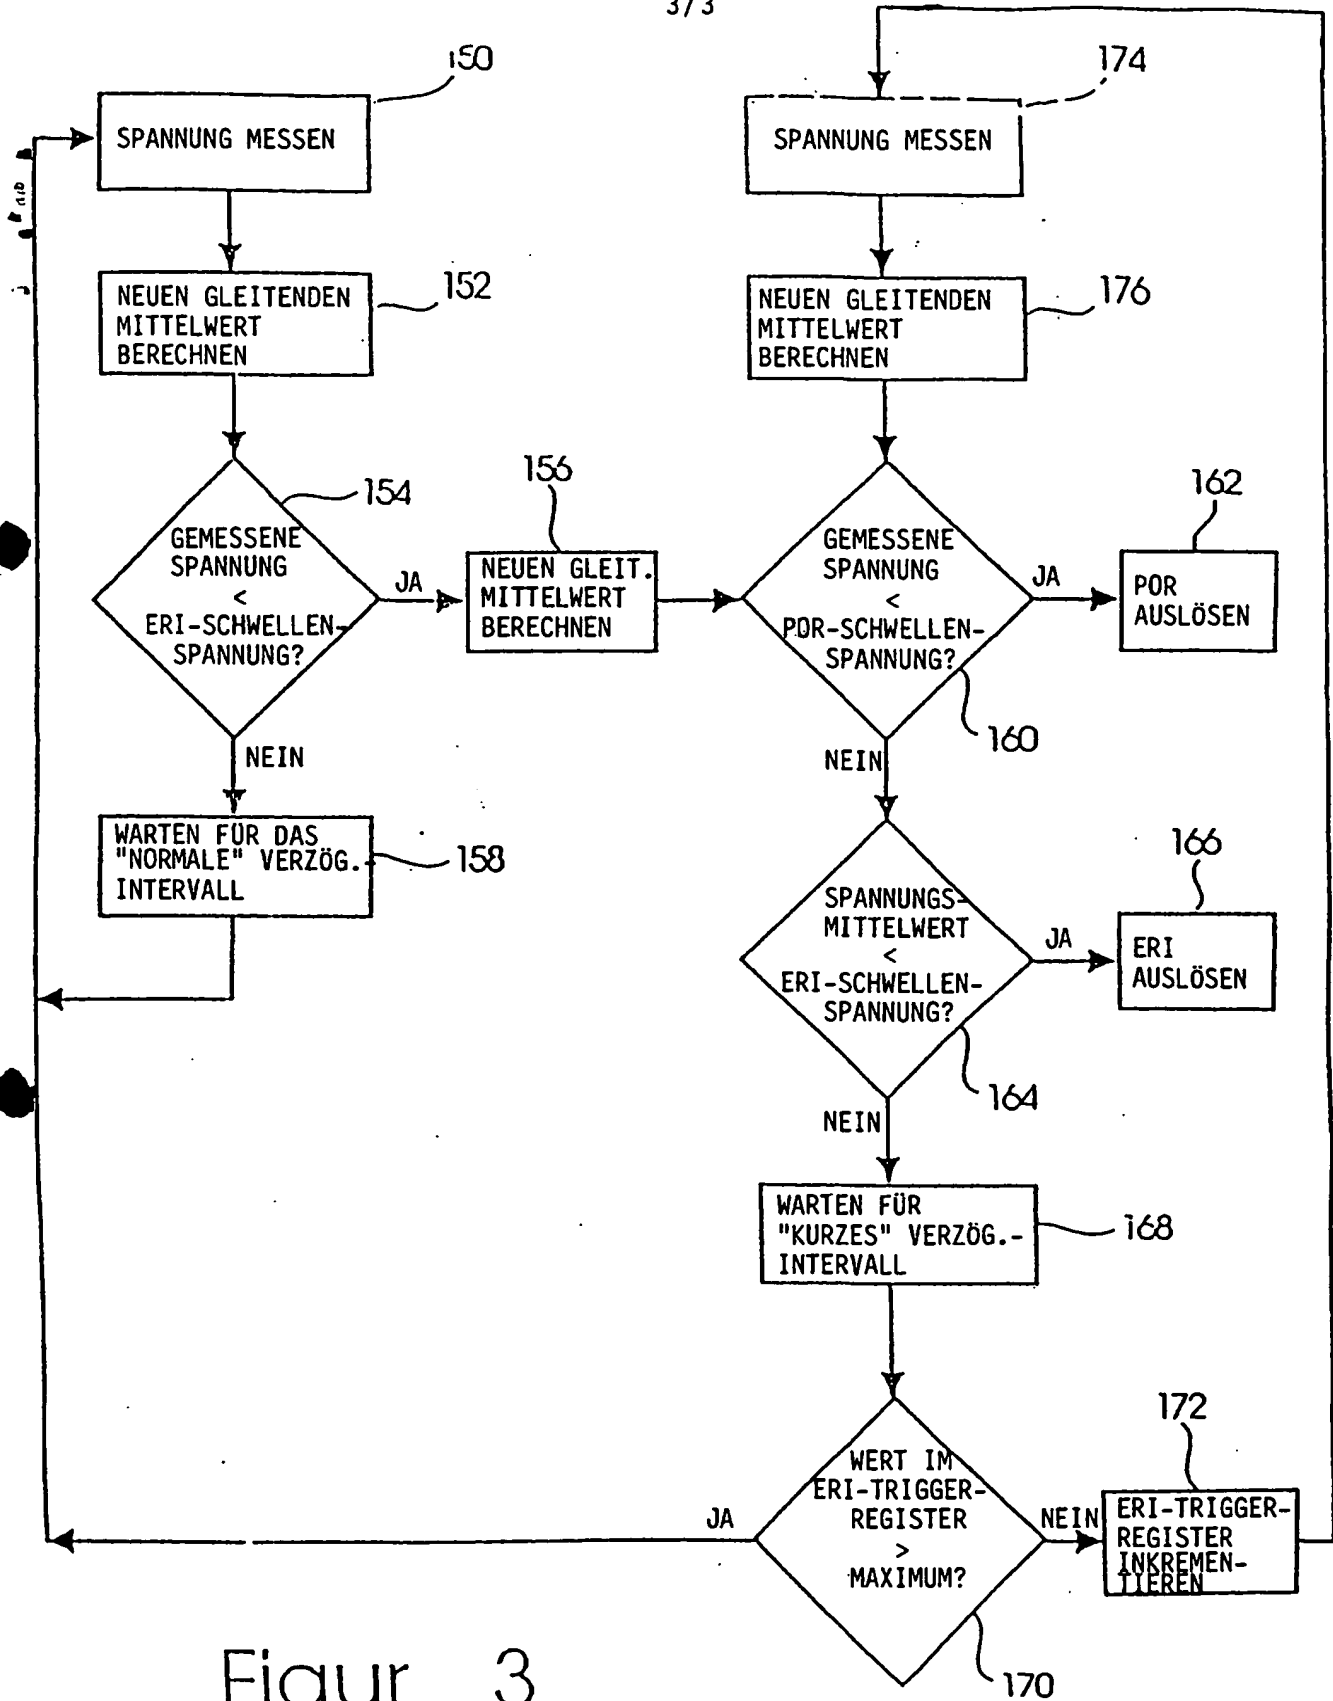 3/3
150
SPANNUNG MESSEN
152
NEUEN GLEITENDEN
MITTELWERT
BERECHNEN
154
GEMESSENE
SPANNUNG
<
ERI-SCHWELLEN-
SPANNUNG?
JA
156
NEUEN GLEIT.
MITTELWERT
BERECHNEN
NEIN
WARTEN FÜR DAS
"NORMALE" VERZÖG.-
INTERVALL
158
174
SPANNUNG MESSEN
176
NEUEN GLEITENDEN
MITTELWERT
BERECHNEN
GEMESSENE
SPANNUNG
<
POR-SCHWELLEN-
SPANNUNG?
160
JA
162
POR
AUSLÖSEN
NEIN
SPANNUNGS-
MITTELWERT
<
ERI-SCHWELLEN-
SPANNUNG?
164
JA
166
ERI
AUSLÖSEN
NEIN
WARTEN FÜR
"KURZES" VERZÖG.-
INTERVALL
168
WERT IM
ERI-TRIGGER-
REGISTER
>
MAXIMUM?
170
JA
NEIN
172
ERI-TRIGGER-
REGISTER
INKREMEN-
TIEREN
Figur 3